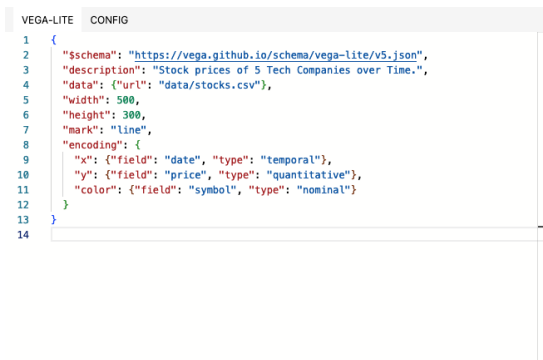 VEGA-LITE CONFIG
1 {
2 "$schema": "https://vega.github.io/schema/vega-lite/v5.json",
3 "description": "Stock prices of 5 Tech Companies over Time.",
4 "data": {"url": "data/stocks.csv"},
5 "width": 500,
6 "height": 300,
7 "mark": "line",
8 "encoding": {
9 "x": {"field": "date", "type": "temporal"},
10 "y": {"field": "price", "type": "quantitative"},
11 "color": {"field": "symbol", "type": "nominal"}
12 }
13 }
14